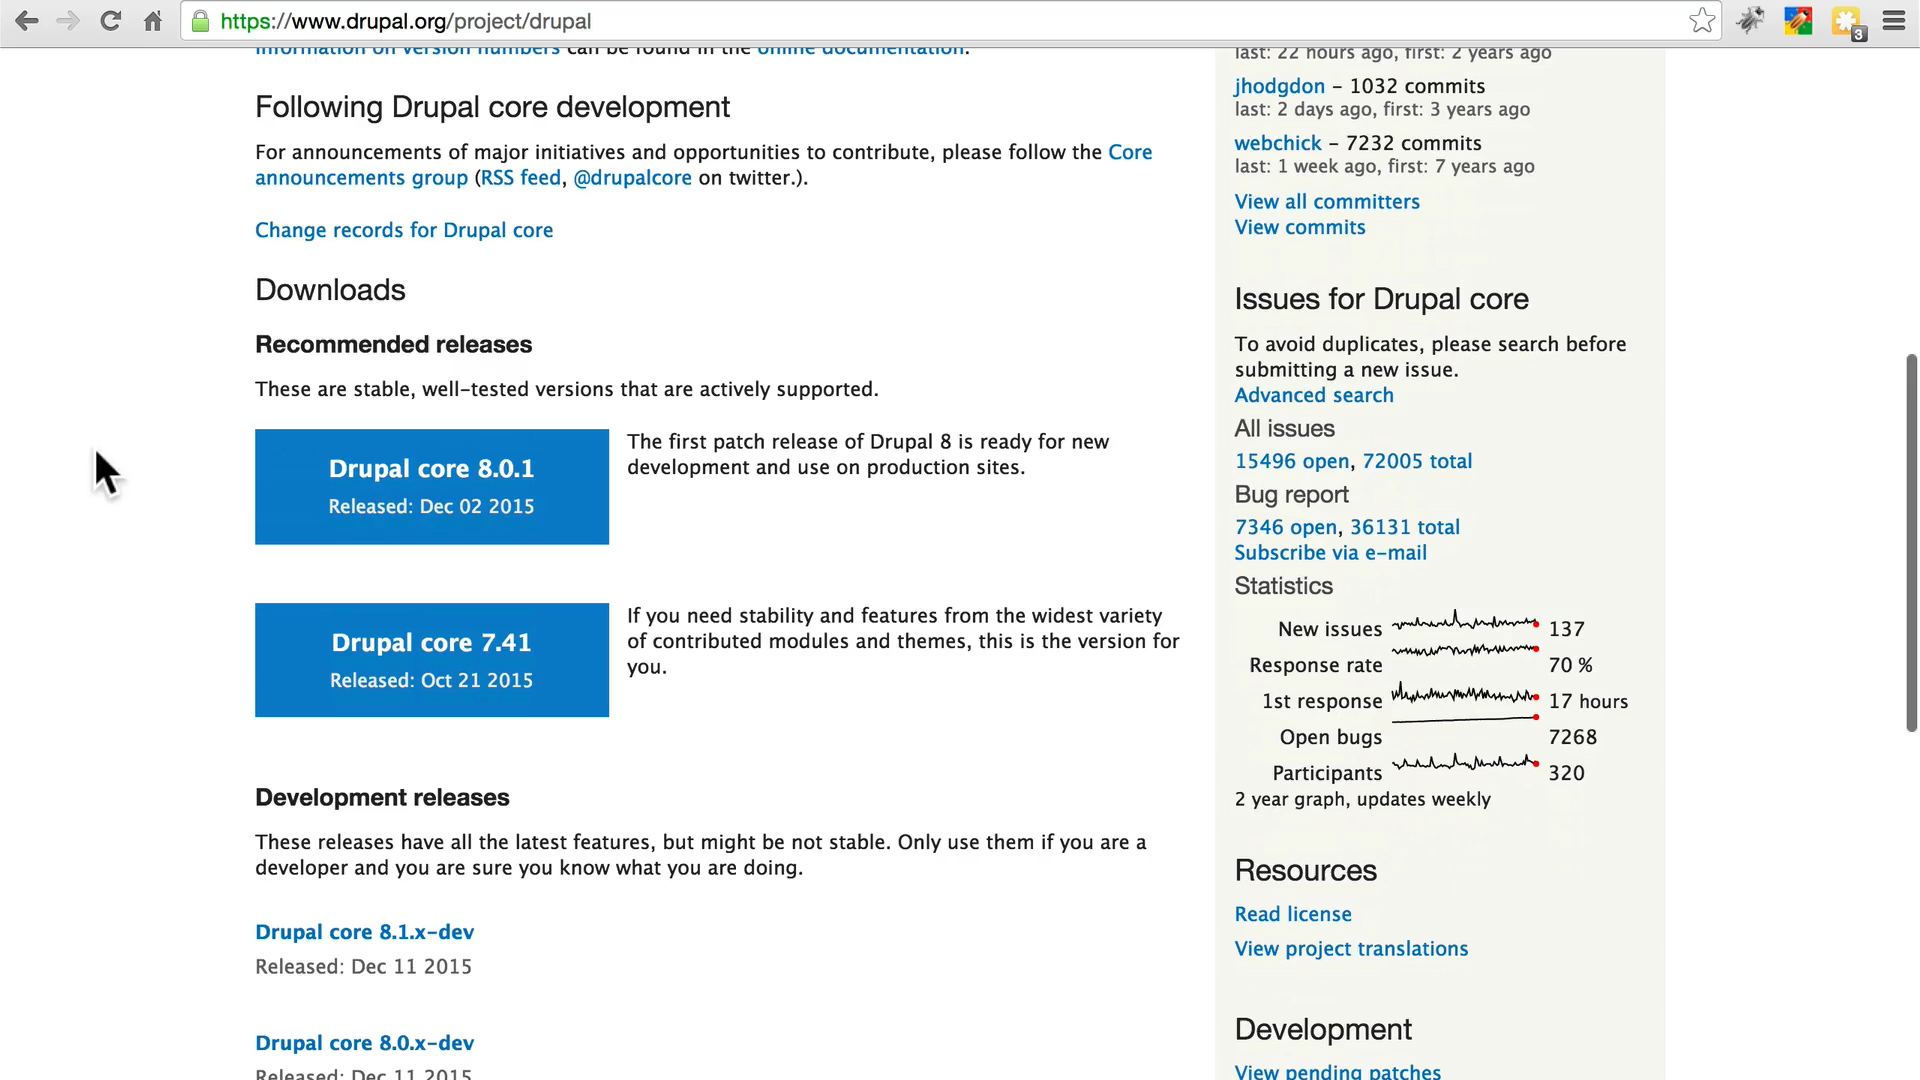 https://www.drupal.org/project/drupal
3
information on version numbers can be found in the online documentation.
Following Drupal core development
For announcements of major initiatives and opportunities to contribute, please follow the Core
announcements group (RSS feed, @drupalcore on twitter.).
Change records for Drupal core
Downloads
Recommended releases
These are stable, well-tested versions that are actively supported.
Drupal core 8.0.1
Released: Dec 02 2015
The first patch release of Drupal 8 is ready for new
development and use on production sites.
Drupal core 7.41
Released: Oct 21 2015
If you need stability and features from the widest variety
of contributed modules and themes, this is the version for
you.
Development releases
These releases have all the latest features, but might be not stable. Only use them if you are a
developer and you are sure you know what you are doing.
Drupal core 8.1.x-dev
Released: Dec 11 2015
Drupal core 8.0.x-dev
Released: Dec 11 2015
last: 22 hours ago, first: 2 years ago
jhodgdon – 1032 commits
last: 2 days ago, first: 3 years ago
webchick – 7232 commits
last: 1 week ago, first: 7 years ago
View all committers
View commits
Issues for Drupal core
To avoid duplicates, please search before
submitting a new issue.
Advanced search
All issues
15496 open, 72005 total
Bug report
7346 open, 36131 total
Subscribe via e-mail
Statistics
New issues 137
Response rate 70 %
1st response 17 hours
Open bugs 7268
Participants 320
2 year graph, updates weekly
Resources
Read license
View project translations
Development
View pending patches